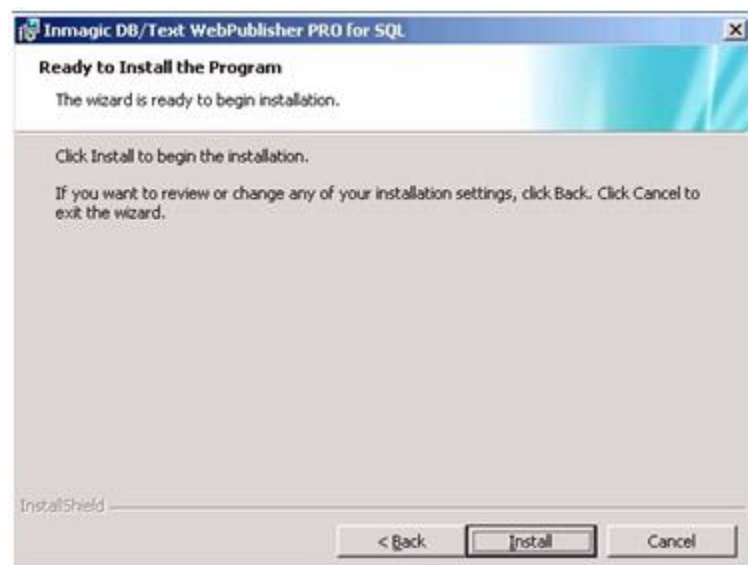 Inmagic DB/Text WebPublisher PRO for SQL
Ready to Install the Program
The wizard is ready to begin installation.
Click Install to begin the installation.
If you want to review or change any of your installation settings, click Back. Click Cancel to
exit the wizard.
InstallShield
< Back
Install
Cancel